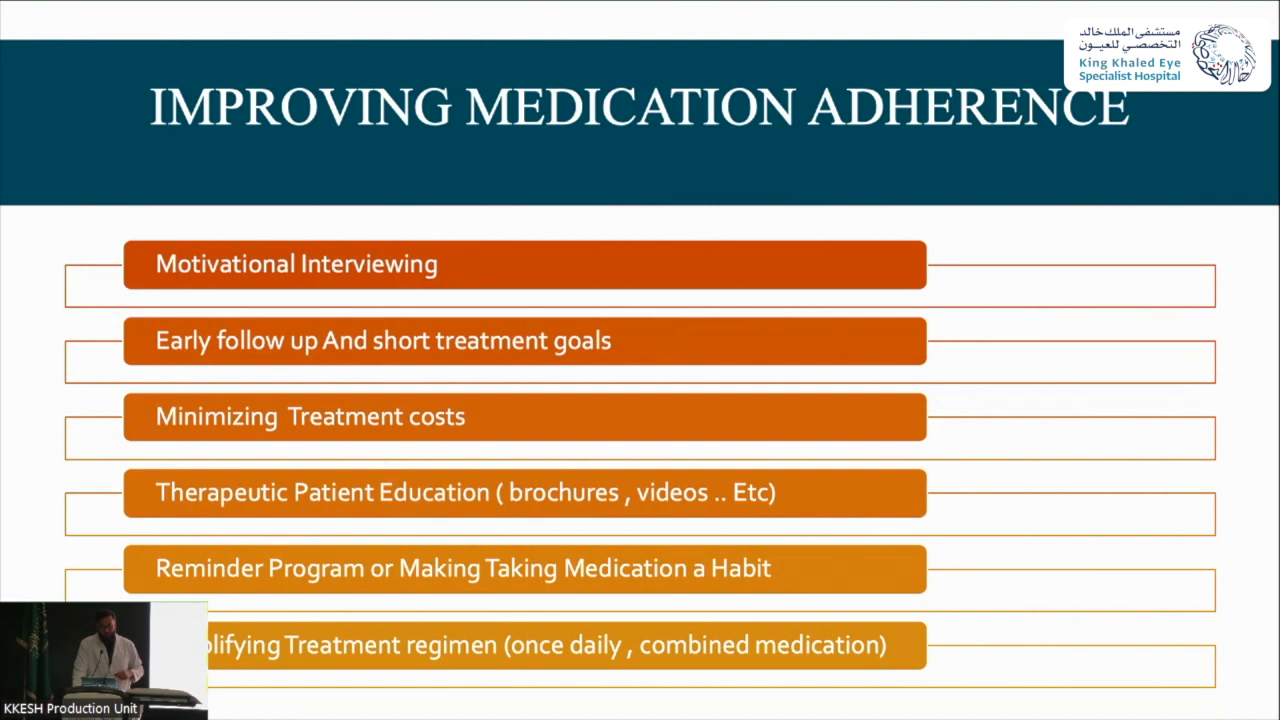 مستشفى الملك خالد
التخصصي للعيون
King Khaled Eye
Specialist Hospital
IMPROVING MEDICATION ADHERENCE
Motivational Interviewing
Early follow up And short treatment goals
Minimizing Treatment costs
Therapeutic Patient Education ( brochures , videos .. Etc)
Reminder Program or Making Taking Medication a Habit
plifying Treatment regimen (once daily , combined medication)
KKESH Production Unit